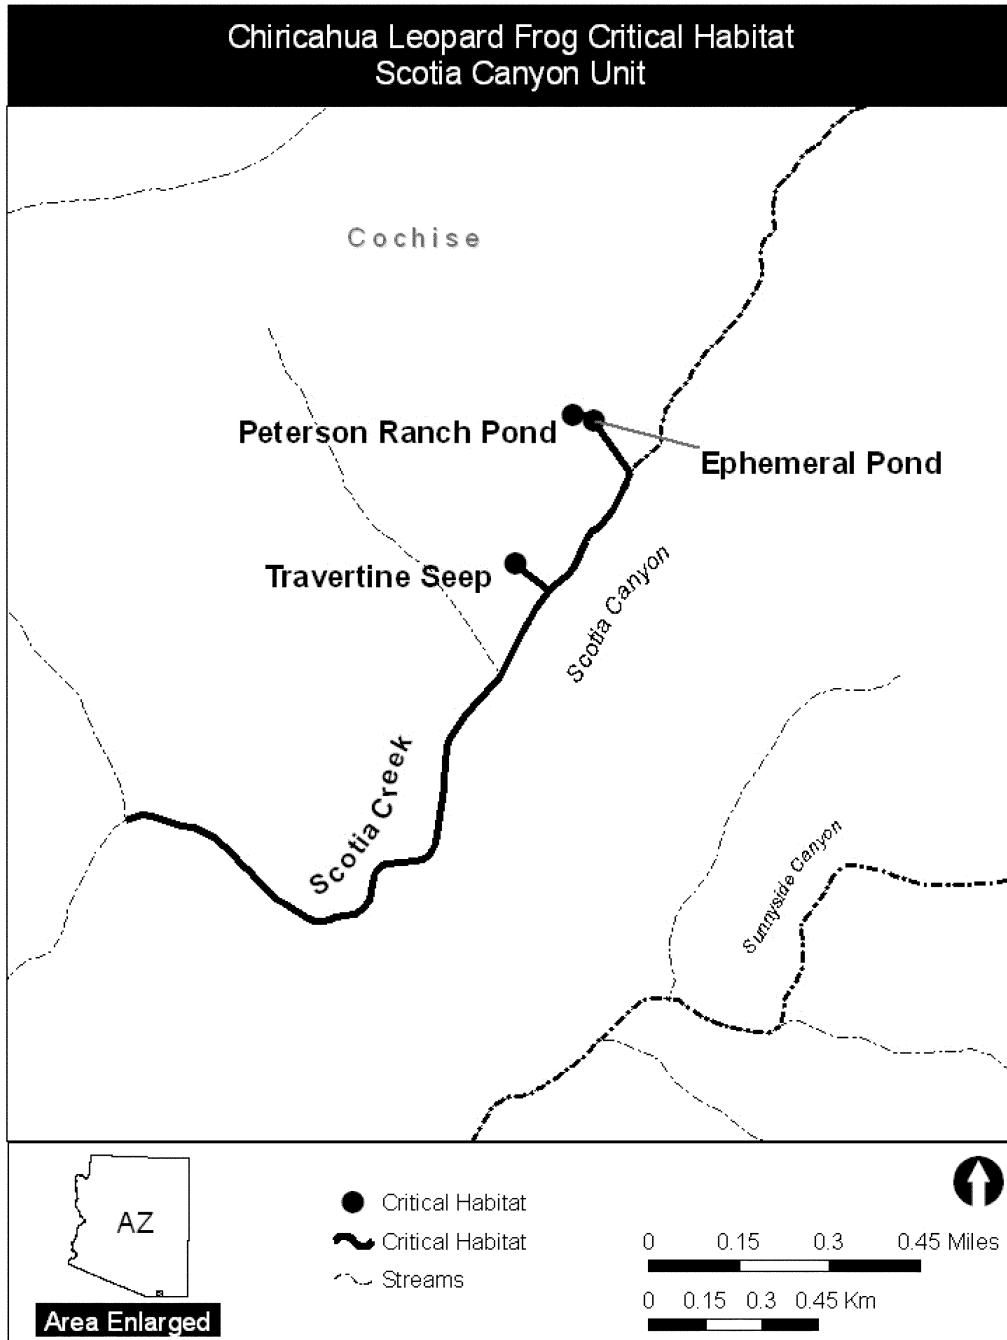 Chiricahua Leopard Frog Critical Habitat
Scotia Canyon Unit
Cochise
Peterson Ranch Pond
Ephemeral Pond
Travertine Seep
Scotia Canyon
Scotia Creek
Sunnyside Canyon
AZ
Area Enlarged
Critical Habitat
Critical Habitat
Streams
0 0.15 0.3 0.45 Miles
0 0.15 0.3 0.45 Km